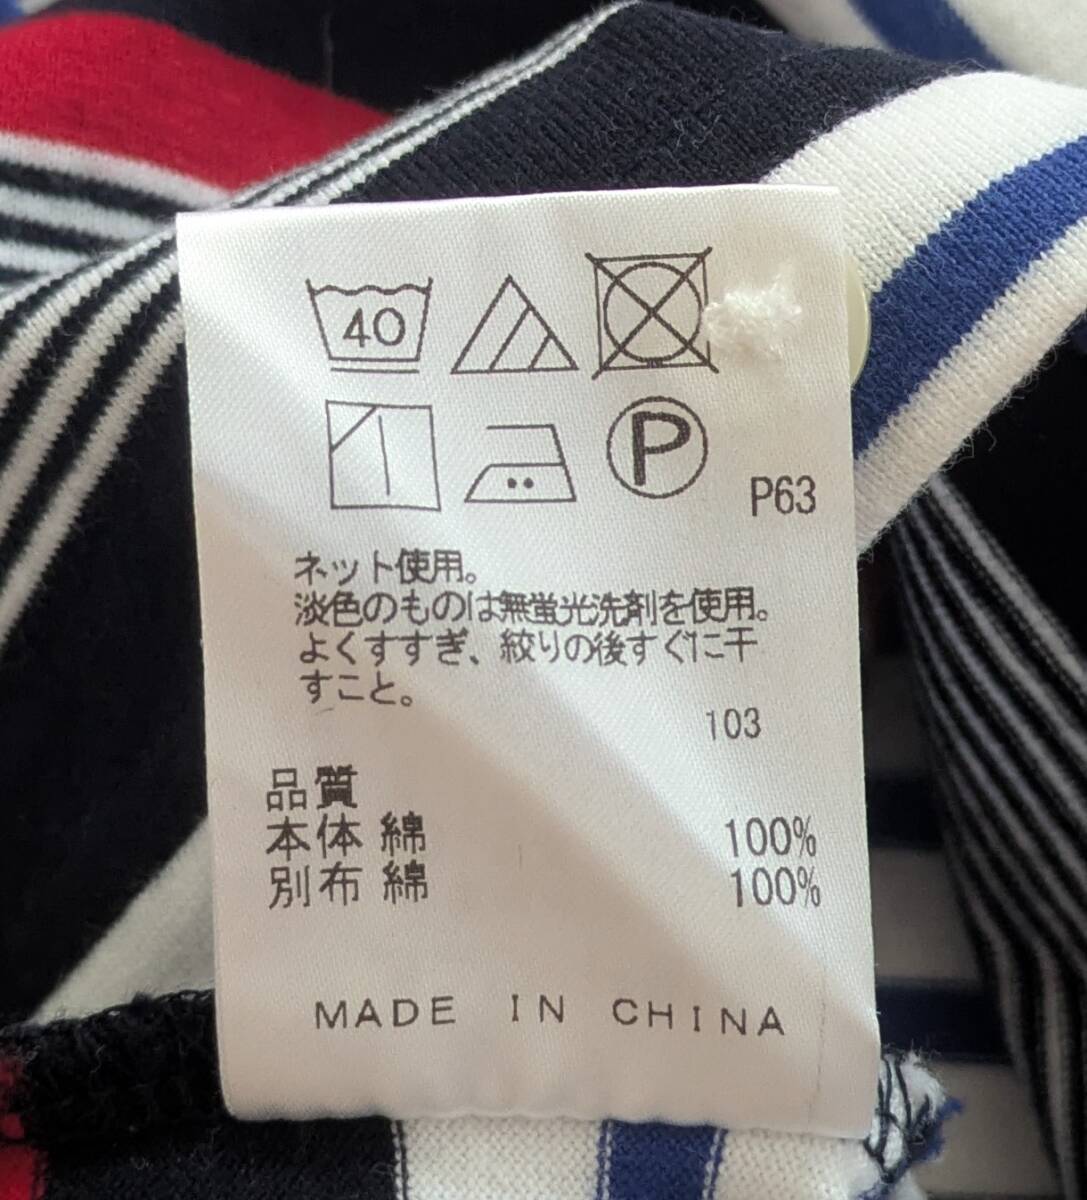 40
P
P63
ネット使用。
淡色のものは無蛍光洗剤を使用。
よくすすぎ、絞りの後すぐに干
すこと。
103
品質
本体 綿 100%
別布 綿 100%
MADE IN CHINA